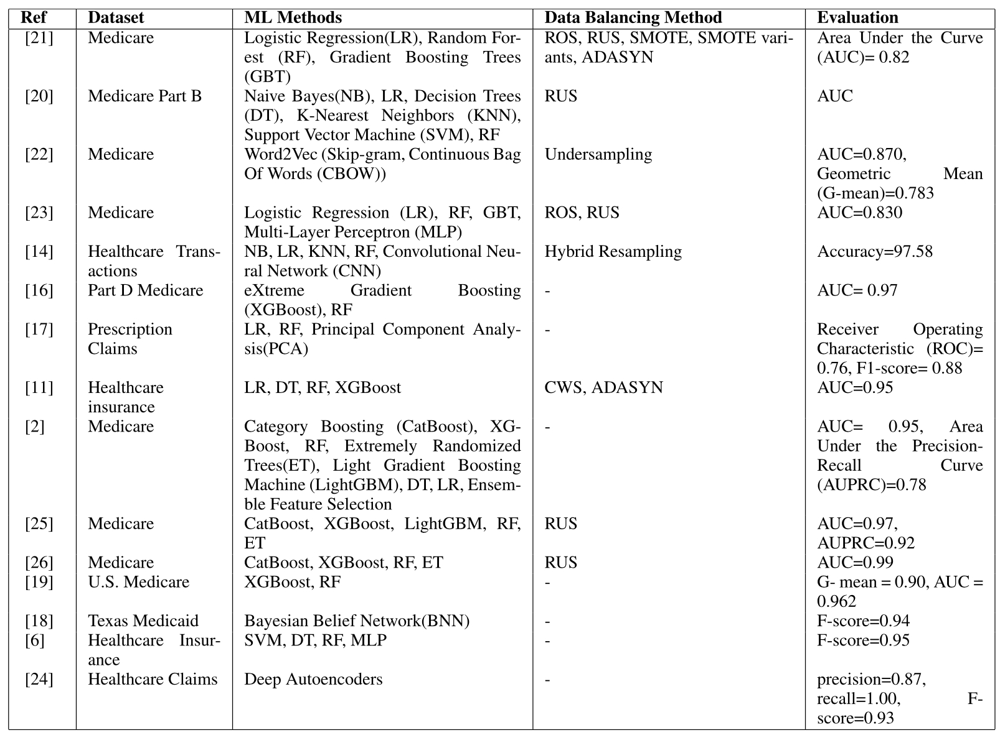 Ref Dataset ML Methods Data Balancing Method Evaluation
[21] Medicare Logistic Regression(LR), Random For- ROS, RUS, SMOTE, SMOTE vari- Area Under the Curve
est (RF), Gradient Boosting Trees ants, ADASYN (AUC)= 0.82
(GBT)
[20] Medicare Part B Naive Bayes(NB), LR, Decision Trees RUS AUC
(DT), K-Nearest Neighbors (KNN),
Support Vector Machine (SVM), RF
[22] Medicare Word2Vec (Skip-gram, Continuous Bag Undersampling AUC=0.870,
Of Words (CBOW)) Geometric Mean
(G-mean)=0.783
[23] Medicare Logistic Regression (LR), RF, GBT, ROS, RUS AUC=0.830
Multi-Layer Perceptron (MLP)
[14] Healthcare Trans- NB, LR, KNN, RF, Convolutional Neu- Hybrid Resampling Accuracy=97.58
actions ral Network (CNN)
[16] Part D Medicare eXtreme Gradient Boosting - AUC= 0.97
(XGBoost), RF
[17] Prescription LR, RF, Principal Component Analy- - Receiver Operating
Claims sis(PCA) Characteristic (ROC)=
0.76, F1-score= 0.88
[11] Healthcare LR, DT, RF, XGBoost CWS, ADASYN AUC=0.95
insurance
[2] Medicare Category Boosting (CatBoost), XG- - AUC= 0.95, Area
Boost, RF, Extremely Randomized Under the Precision-
Trees(ET), Light Gradient Boosting Recall Curve
Machine (LightGBM), DT, LR, Ensem- (AUPRC)=0.78
ble Feature Selection
[25] Medicare CatBoost, XGBoost, LightGBM, RF, RUS AUC=0.97,
ET AUPRC=0.92
[26] Medicare CatBoost, XGBoost, RF, ET RUS AUC=0.99
[19] U.S. Medicare XGBoost, RF - G- mean = 0.90, AUC =
0.962
[18] Texas Medicaid Bayesian Belief Network(BNN) - F-score=0.94
[6] Healthcare Insur- SVM, DT, RF, MLP - F-score=0.95
ance
[24] Healthcare Claims Deep Autoencoders - precision=0.87,
recall=1.00, F-
score=0.93